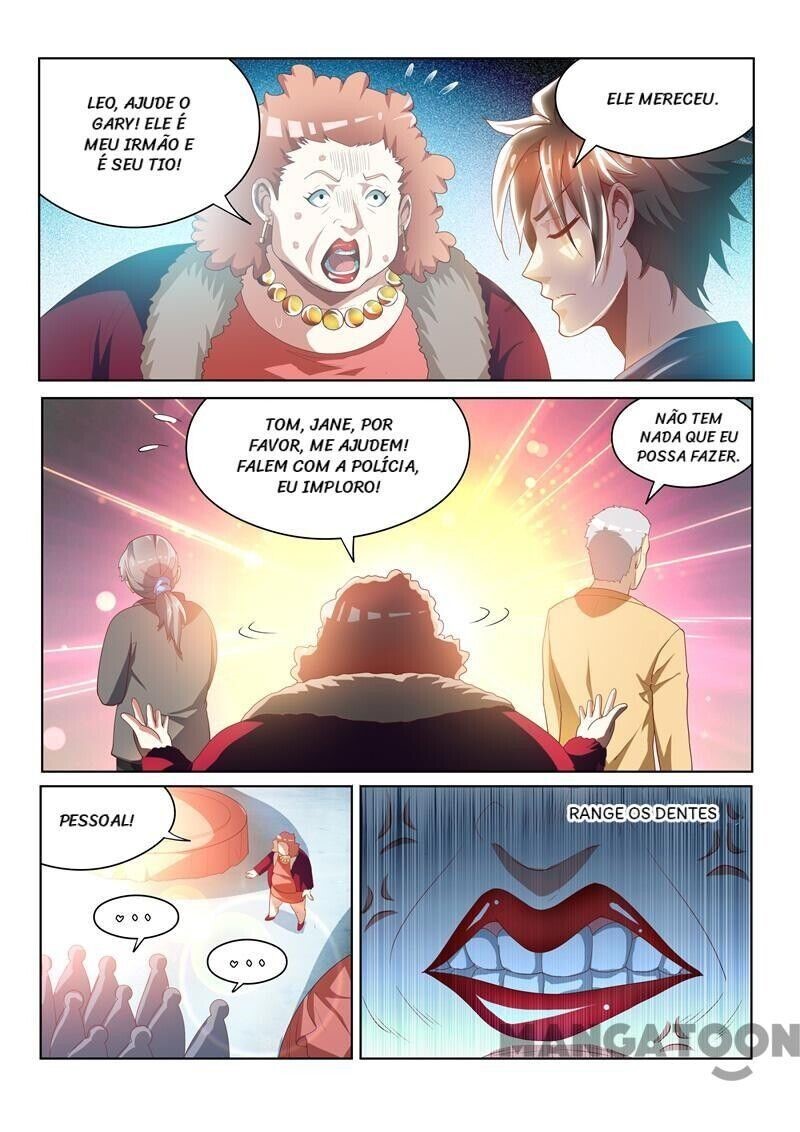 LEO, AJUDE O
GARY! ELE É
MEU IRMÃO E
É SEU TIO!
ELE MERECEU.
TOM, JANE, POR
FAVOR, ME AJUDEM!
FALEM COM A POLÍCIA,
EU IMPLORO!
NÃO TEM
NADA QUE EU
POSSA FAZER.
PESSOAL!
RANGE OS DENTES
MANGATOON